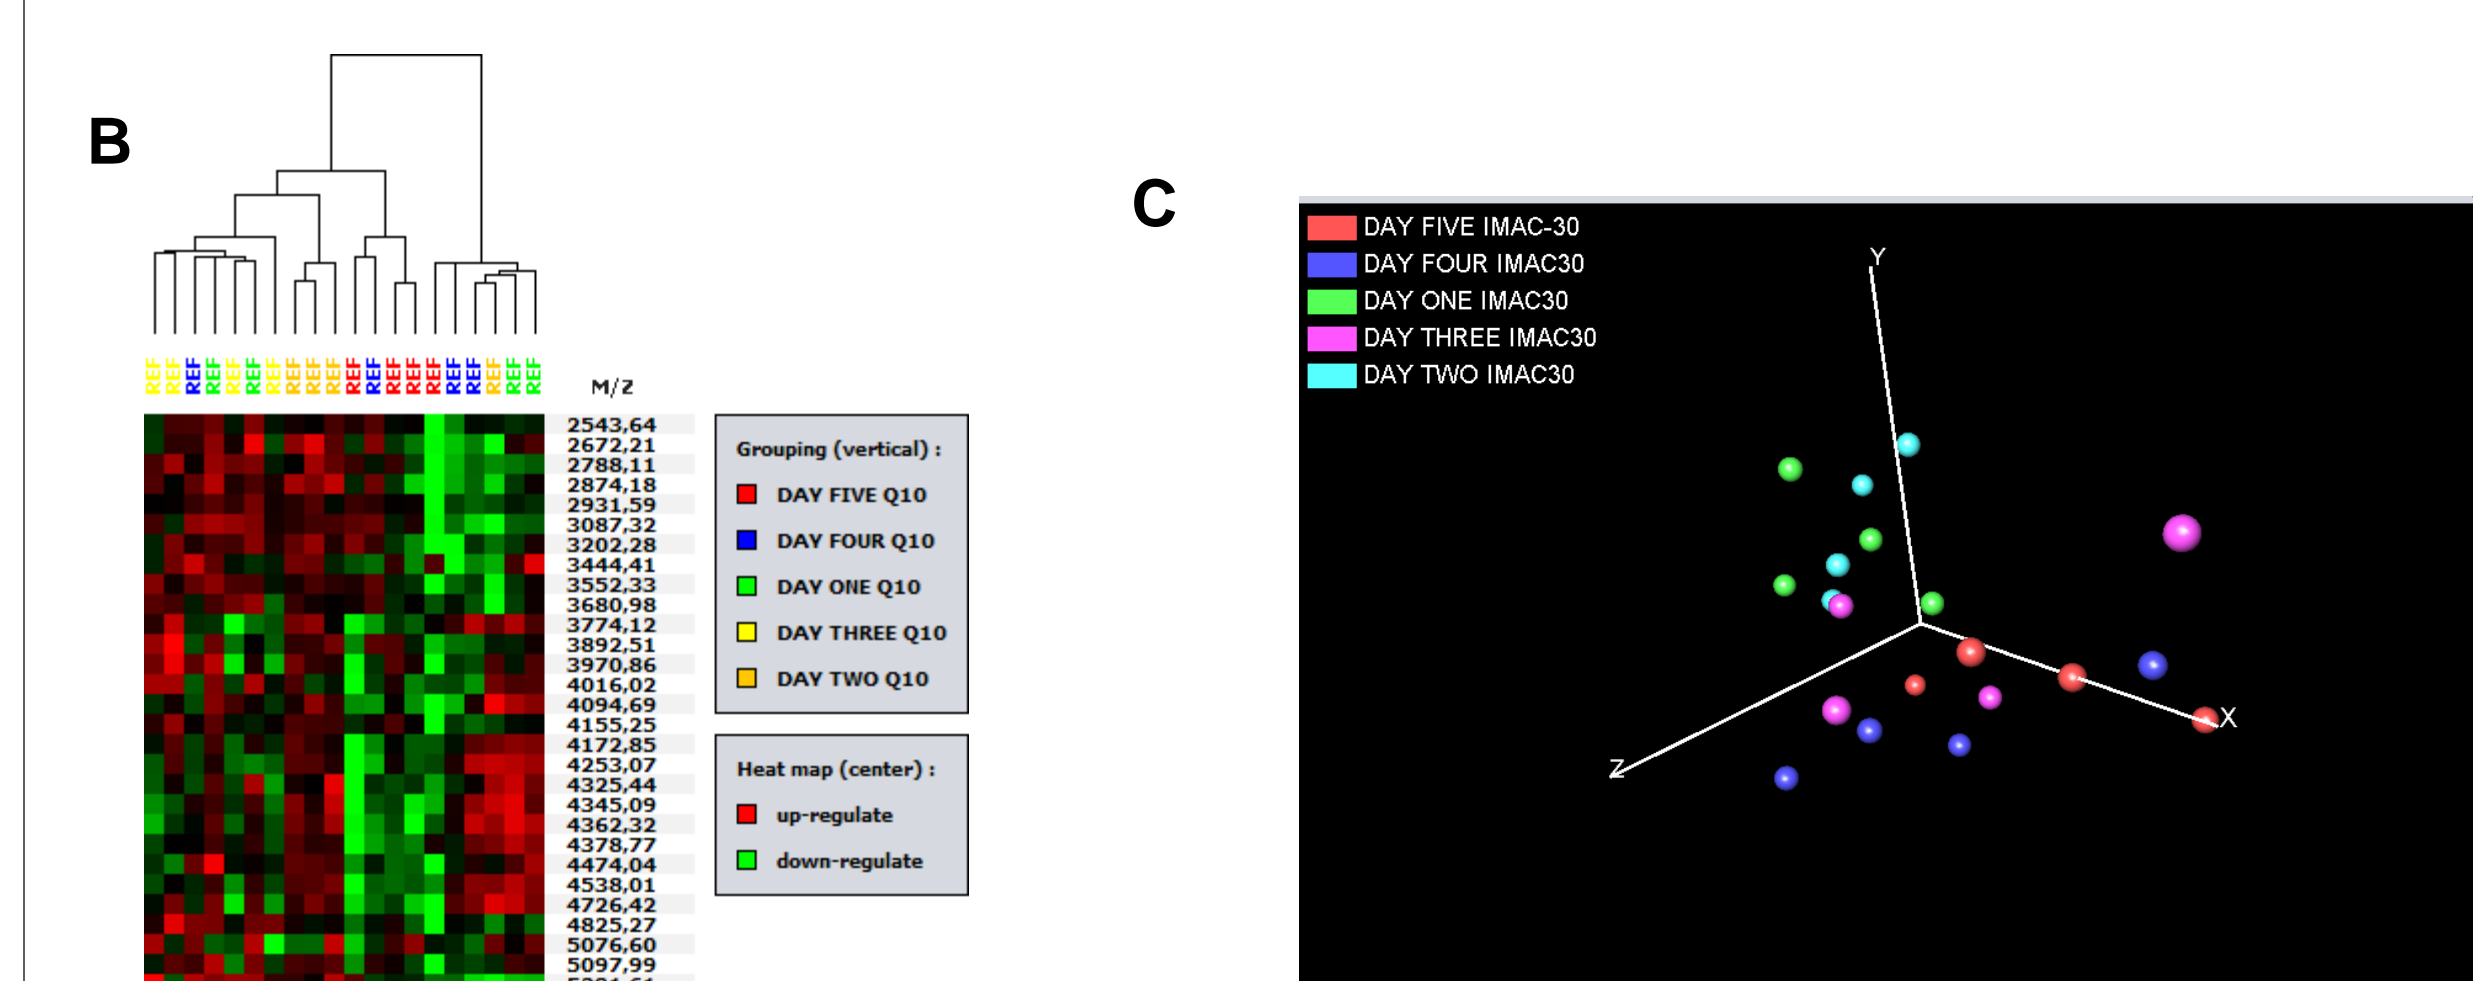 B
REF REF REF REF REF REF REF REF REF REF REF REF REF REF REF REF REF REF REF REF
M/Z
2543,64
2672,21
2788,11
2874,18
2931,59
3087,32
3202,28
3444,41
3552,33
3680,98
3774,12
3892,51
3970,86
4016,02
4094,69
4155,25
4172,85
4253,07
4325,44
4345,09
4362,32
4378,77
4474,04
4538,01
4726,42
4825,27
5076,60
5097,99
Grouping (vertical) :
DAY FIVE Q10
DAY FOUR Q10
DAY ONE Q10
DAY THREE Q10
DAY TWO Q10
Heat map (center) :
up-regulate
down-regulate
C
DAY FIVE IMAC-30
DAY FOUR IMAC30
DAY ONE IMAC30
DAY THREE IMAC30
DAY TWO IMAC30
Y
X
Z